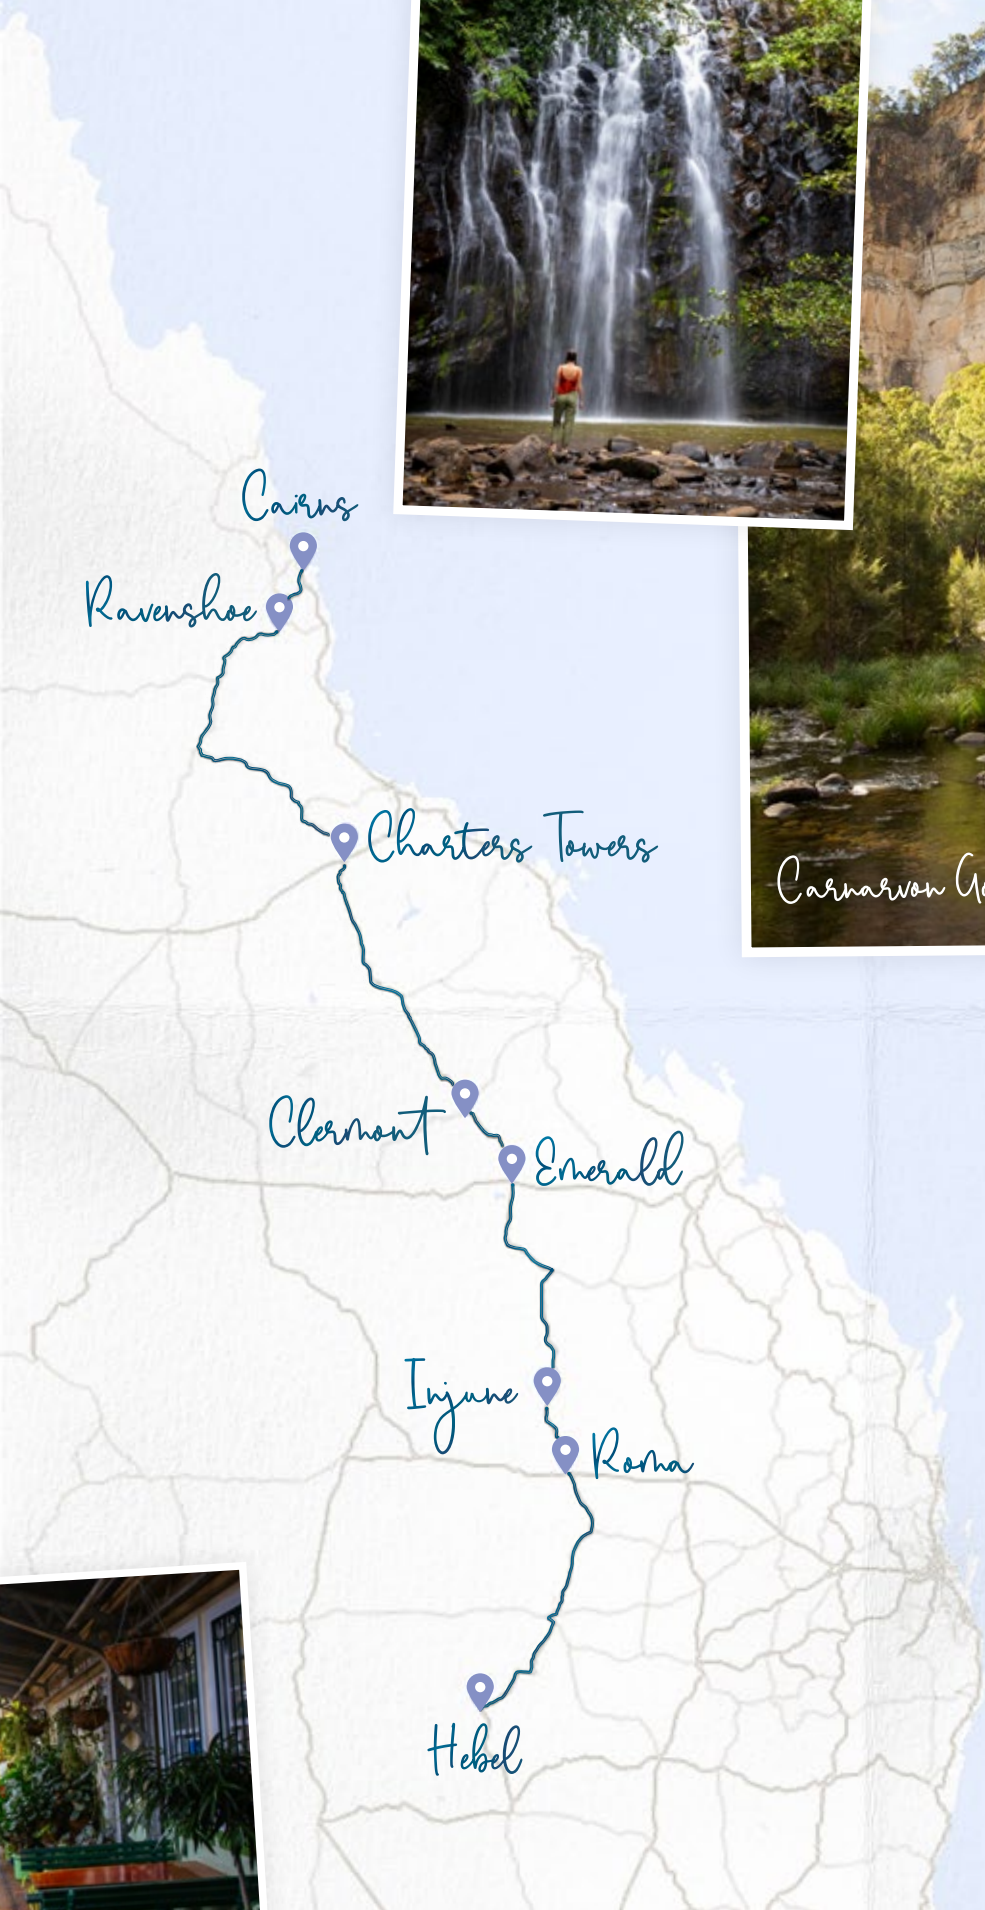 Cairns
Ravenshoe
Charters Towers
Carnarvon
Clermont
Emerald
Injune
Roma
Hebel